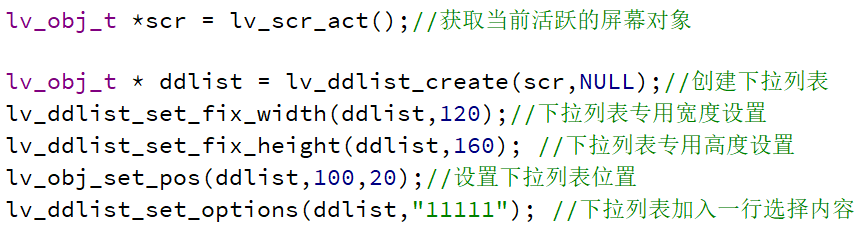 lv_obj_t *scr = lv_scr_act();//获取当前活跃的屏幕对象
lv_obj_t * ddlist = lv_ddlist_create(scr,NULL);//创建下拉列表
lv_ddlist_set_fix_width(ddlist,120);//下拉列表专用宽度设置
lv_ddlist_set_fix_height(ddlist,160); //下拉列表专用高度设置
lv_obj_set_pos(ddlist,100,20);//设置下拉列表位置
lv_ddlist_set_options(ddlist,"11111"); //下拉列表加入一行选择内容